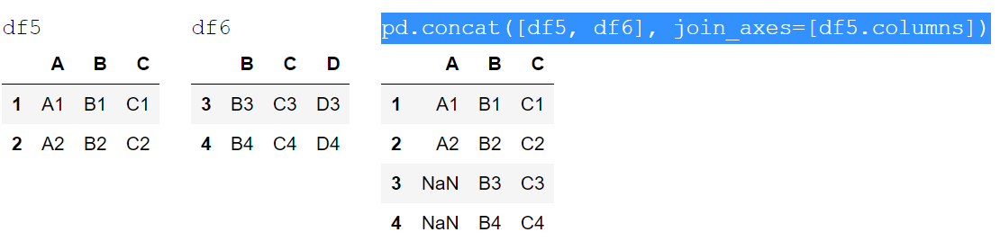 df5 df6 pd.concat([df5, df6], join_axes=[df5.columns])
A B C B C D A B C
1 A1 B1 C1 3 B3 C3 D3 1 A1 B1 C1
2 A2 B2 C2 4 B4 C4 D4 2 A2 B2 C2
3 NaN B3 C3
4 NaN B4 C4